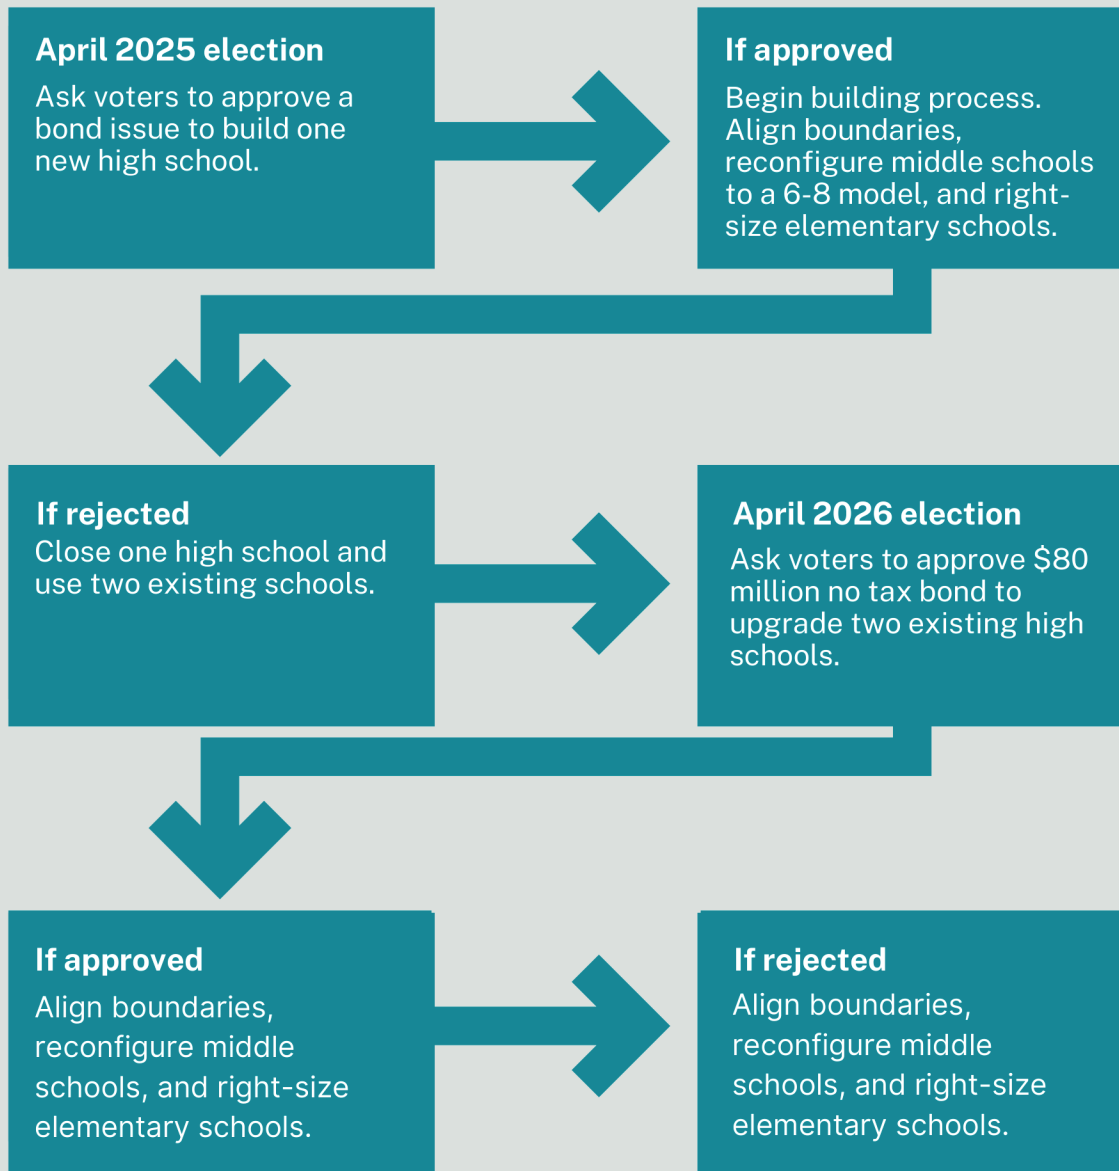 April 2025 election
Ask voters to approve a
bond issue to build one
new high school.
If approved
Begin building process.
Align boundaries,
reconfigure middle schools
to a 6-8 model, and right-
size elementary schools.
If rejected
Close one high school and
use two existing schools.
April 2026 election
Ask voters to approve $80
million no tax bond to
upgrade two existing high
schools.
If approved
Align boundaries,
reconfigure middle
schools, and right-size
elementary schools.
If rejected
Align boundaries,
reconfigure middle
schools, and right-size
elementary schools.